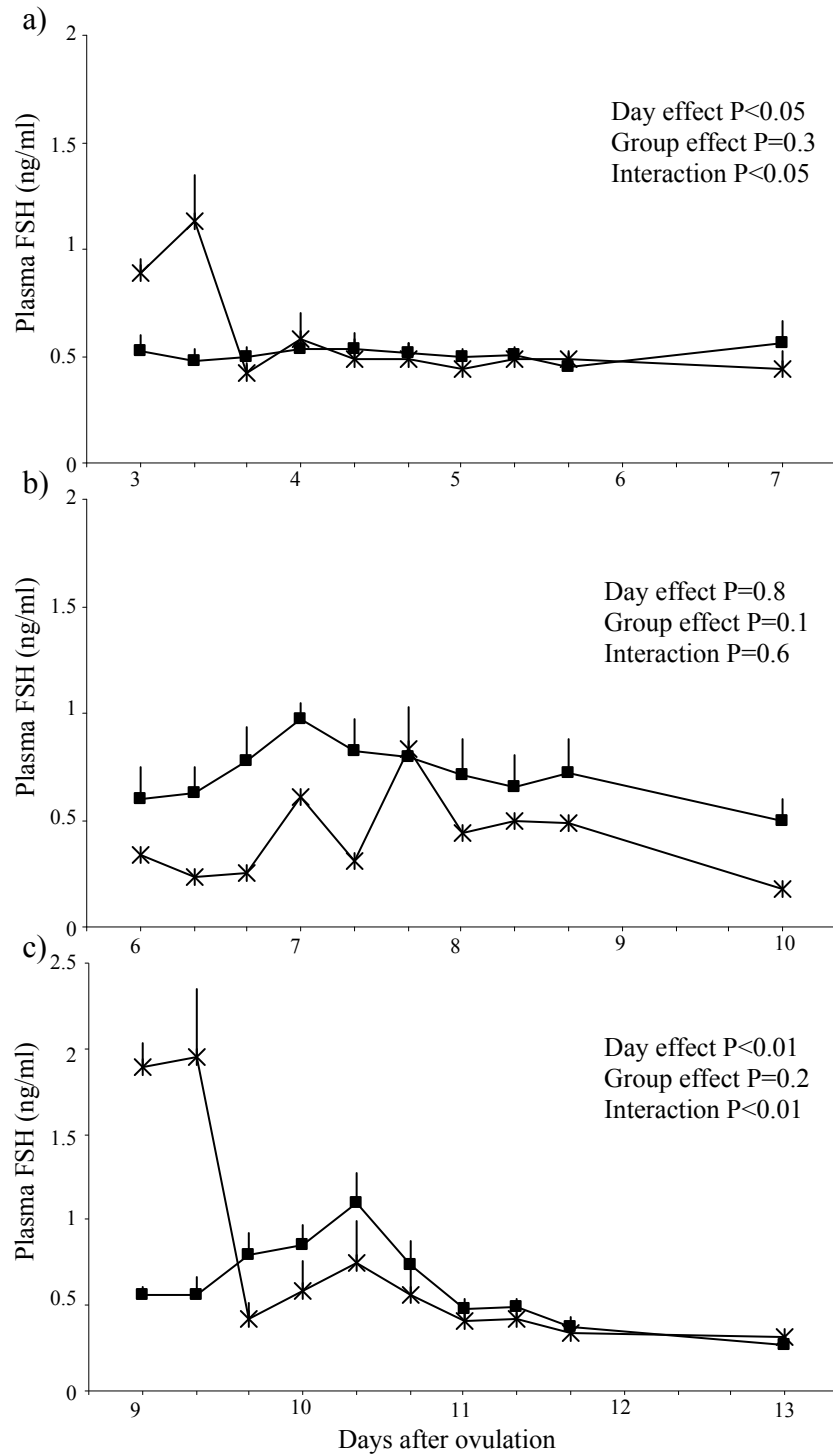 a)
2
1.5
1
0.5
0
Plasma FSH (ng/ml)
Day effect P<0.05
Group effect P=0.3
Interaction P<0.05
3 4 5 6 7
b)
2
1.5
1
0.5
0
Plasma FSH (ng/ml)
Day effect P=0.8
Group effect P=0.1
Interaction P=0.6
6 7 8 9 10
c)
2.5
2
1.5
1
0.5
0
Plasma FSH (ng/ml)
Day effect P<0.01
Group effect P=0.2
Interaction P<0.01
9 10 11 12 13
Days after ovulation